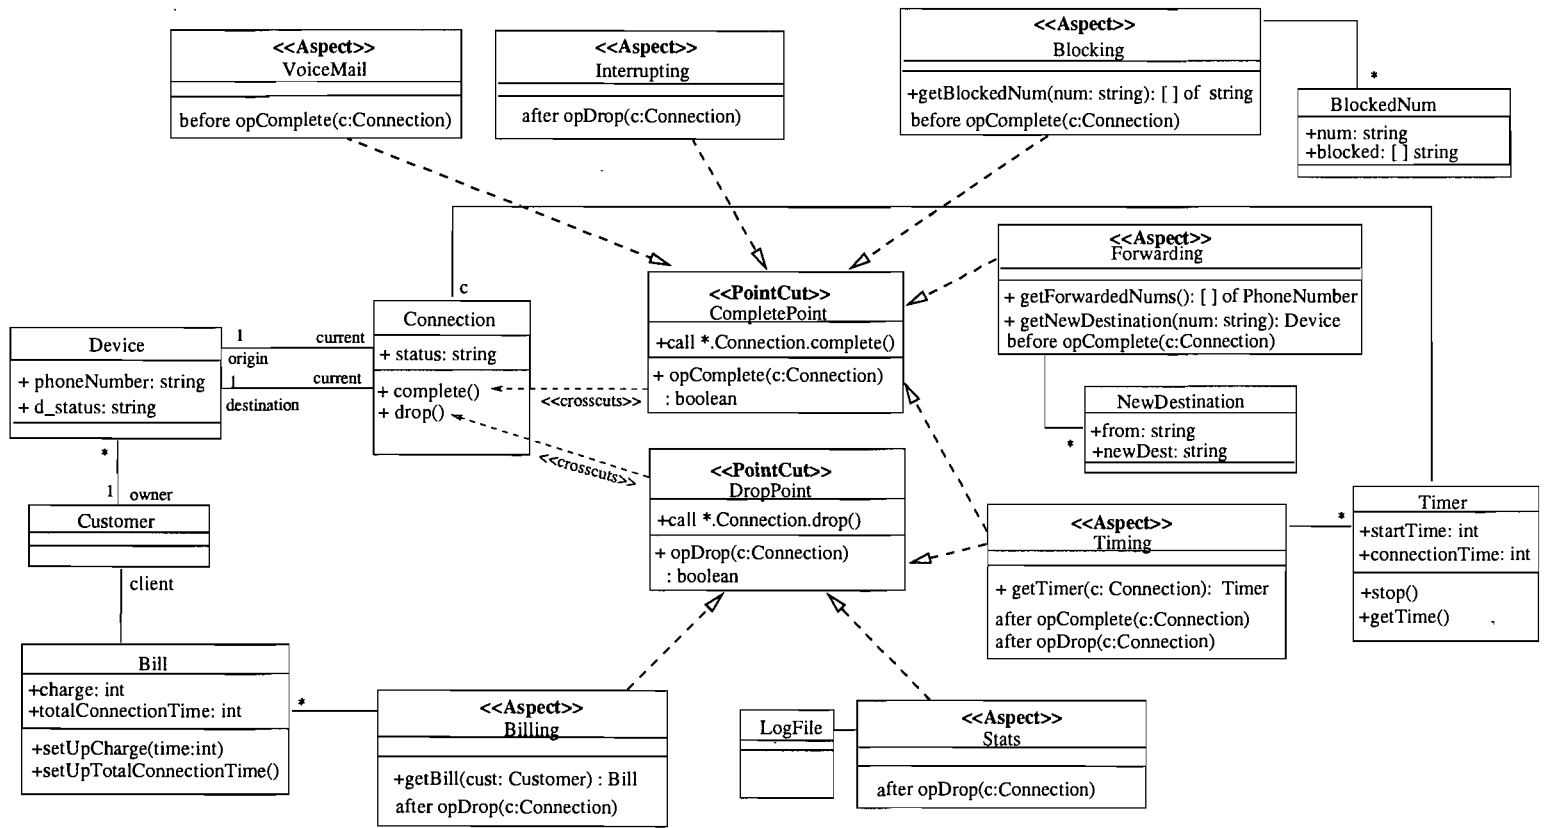 <<Aspect>>
VoiceMail
before opComplete(c:Connection)
<<Aspect>>
Interrupting
after opDrop(c:Connection)
<<Aspect>>
Blocking
+getBlockedNum(num: string): [ ] of string
before opComplete(c:Connection)
*
BlockedNum
+num: string
+blocked: [ ] string
<<Aspect>>
Forwarding
+ getForwardedNums(): [ ] of PhoneNumber
+ getNewDestination(num: string): Device
before opComplete(c:Connection)
c
<<PointCut>>
CompletePoint
+call *.Connection.complete()
+ opComplete(c:Connection)
: boolean
Connection
+ status: string
+ complete()
+ drop()
<<crosscuts>>
<<crosscuts>>
Device
+ phoneNumber: string
+ d_status: string
1
current
origin
1
current
destination
*
1
owner
NewDestination
+from: string
+newDest: string
*
<<PointCut>>
DropPoint
+call *.Connection.drop()
+ opDrop(c:Connection)
: boolean
Customer
client
<<Aspect>>
Timing
+ getTimer(c: Connection): Timer
after opComplete(c:Connection)
after opDrop(c:Connection)
*
Timer
+startTime: int
+connectionTime: int
+stop()
+getTime()
Bill
+charge: int
+totalConnectionTime: int
+setUpCharge(time:int)
+setUpTotalConnectionTime()
*
<<Aspect>>
Billing
+getBill(cust: Customer) : Bill
after opDrop(c:Connection)
LogFile
<<Aspect>>
Stats
after opDrop(c:Connection)